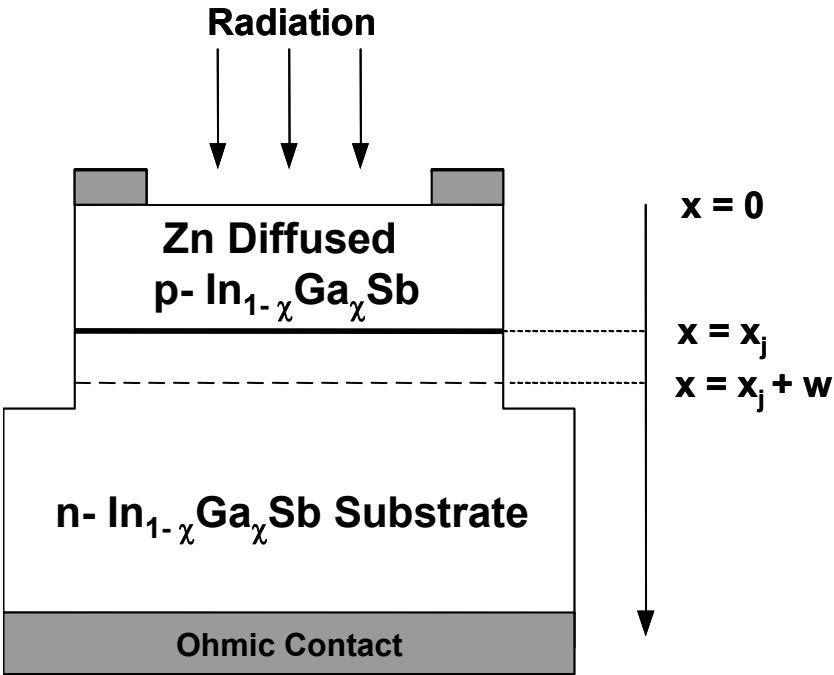 Radiation
x = 0
Zn Diffused
p- In₁₋χGaχSb
x = xⱼ
x = xⱼ + w
n- In₁₋χGaχSb Substrate
Ohmic Contact